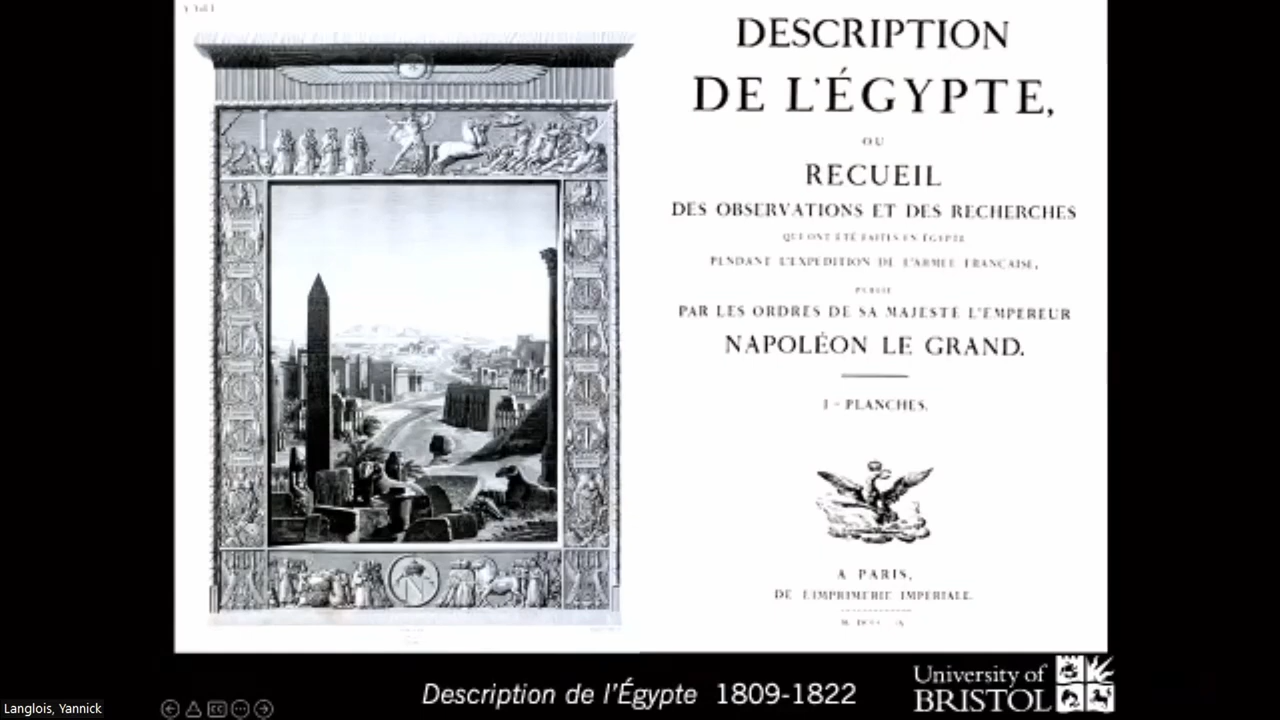 DESCRIPTION
DE L'ÉGYPTE,
OU
RECUEIL
DES OBSERVATIONS ET DES RECHERCHES
QUI ONT ÉTÉ FAITES EN ÉGYPTE
PENDANT L'EXPÉDITION DE L'ARMÉE FRANÇAISE,
PUBLIÉ
PAR LES ORDRES DE SA MAJESTÉ L'EMPEREUR
NAPOLÉON LE GRAND.
I - PLANCHES.
N
A PARIS,
DE L'IMPRIMERIE IMPÉRIALE.
Description de l'Égypte 1809-1822
University of
BRISTOL
Langlois, Yannick